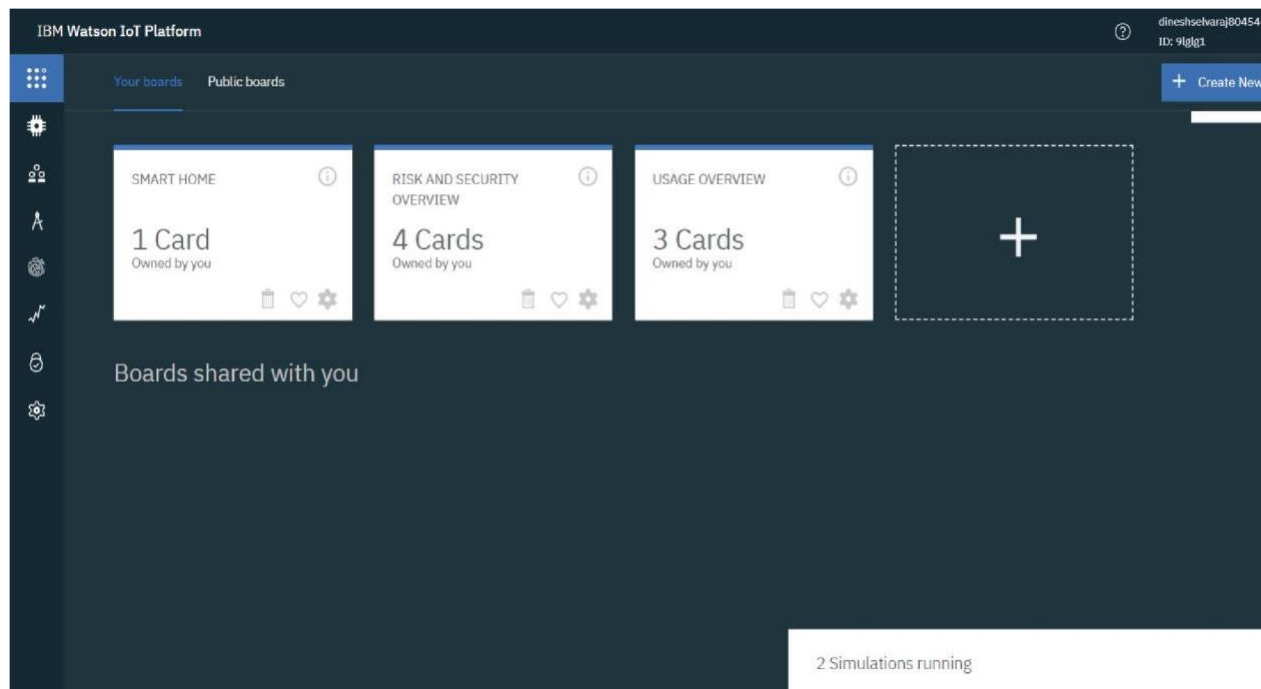 IBM Watson IoT Platform
dineshselvaraj80454
ID: 9lglg1
Your boards
Public boards
Create New
SMART HOME
1 Card
Owned by you
RISK AND SECURITY
OVERVIEW
4 Cards
Owned by you
USAGE OVERVIEW
3 Cards
Owned by you
Boards shared with you
2 Simulations running